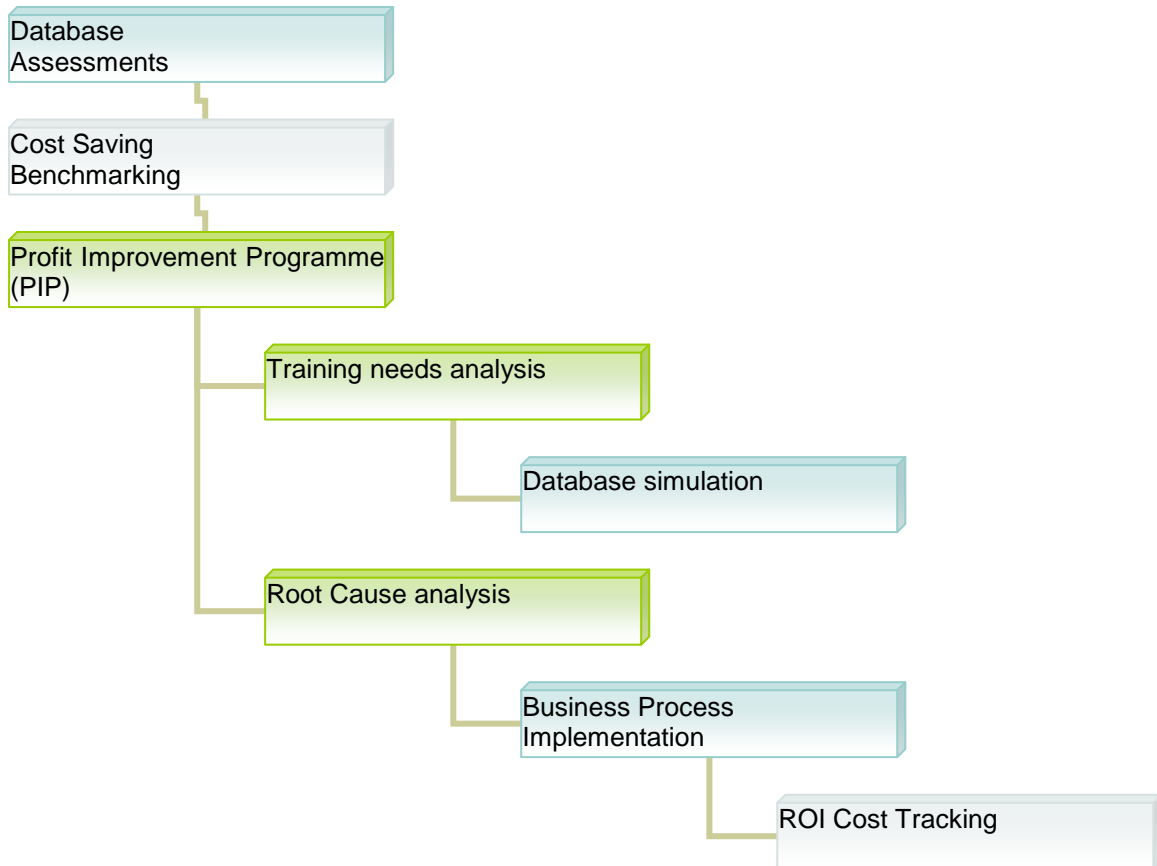 Database
Assessments
Cost Saving
Benchmarking
Profit Improvement Programme
(PIP)
Training needs analysis
Database simulation
Root Cause analysis
Business Process
Implementation
ROI Cost Tracking